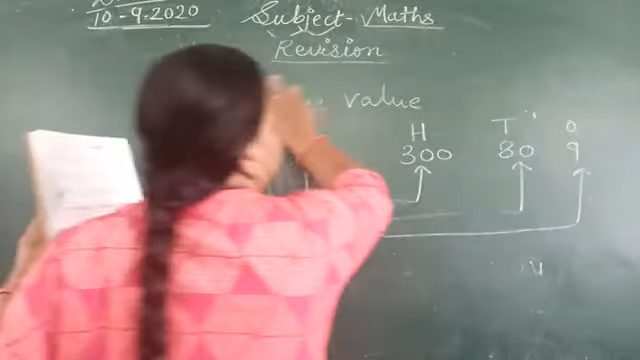 10-9-2020 Subject- Maths
Revision
value
H T O
300 80 9